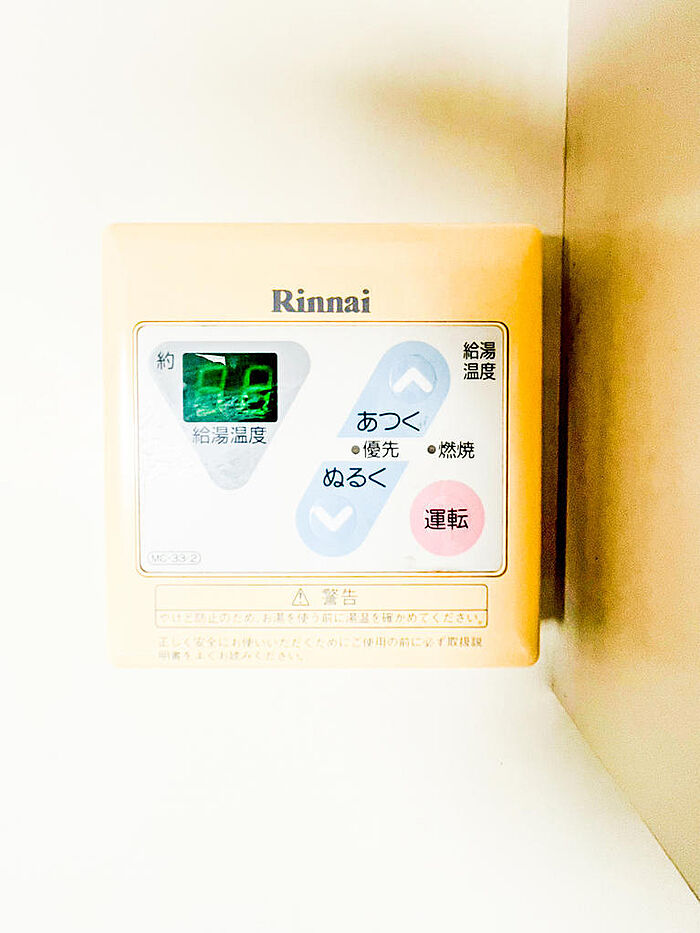 Rinnai
約
給湯温度
給湯
温度
あつく
優先
燃焼
ぬるく
運転
MC-33-2
⚠ 警告
やけど防止のため、お湯を使う前に湯温を確かめてください。
正しく安全にお使いいただくためにご使用の前に必ず取扱説
明書をよくお読みください。